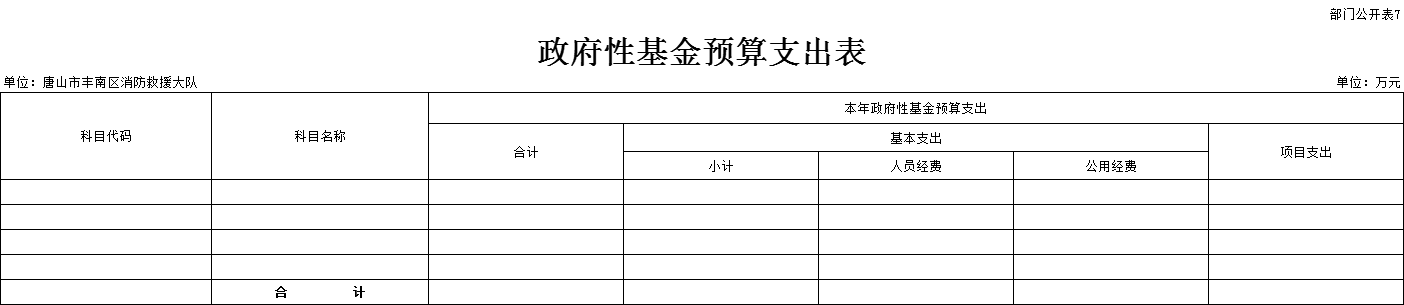 部门公开表7
政府性基金预算支出表
单位：唐山市丰南区消防救援大队 单位：万元
科目代码 科目名称 本年政府性基金预算支出
合计 基本支出 项目支出
小计 人员经费 公用经费
合 计